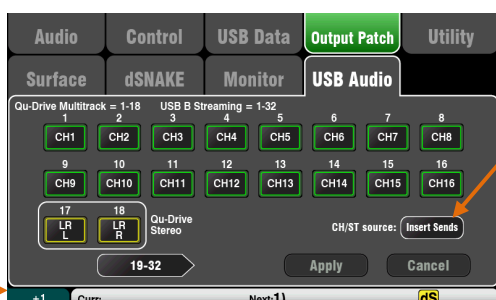 Audio Control USB Data Output Patch Utility
Surface dSNAKE Monitor USB Audio
Qu-Drive Multitrack = 1-18 USB B Streaming = 1-32
1 2 3 4 5 6 7 8
CH1 CH2 CH3 CH4 CH5 CH6 CH7 CH8
9 10 11 12 13 14 15 16
CH9 CH10 CH11 CH12 CH13 CH14 CH15 CH16
17 18
LR L LR R Qu-Drive Stereo
CH/ST source: Insert Sends
19-32 Apply Cancel
+1 Curr: Next:1) dS